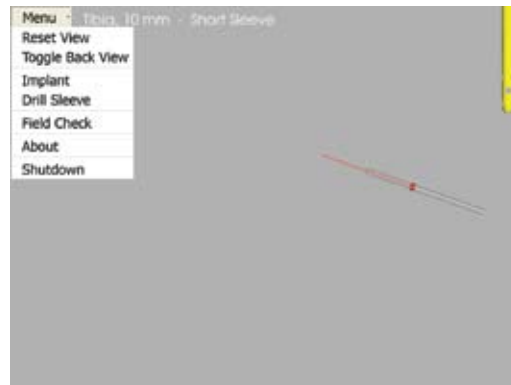 Menu Tibia, 10 mm - Short Sleeve
Reset View
Toggle Back View
Implant
Drill Sleeve
Field Check
About
Shutdown